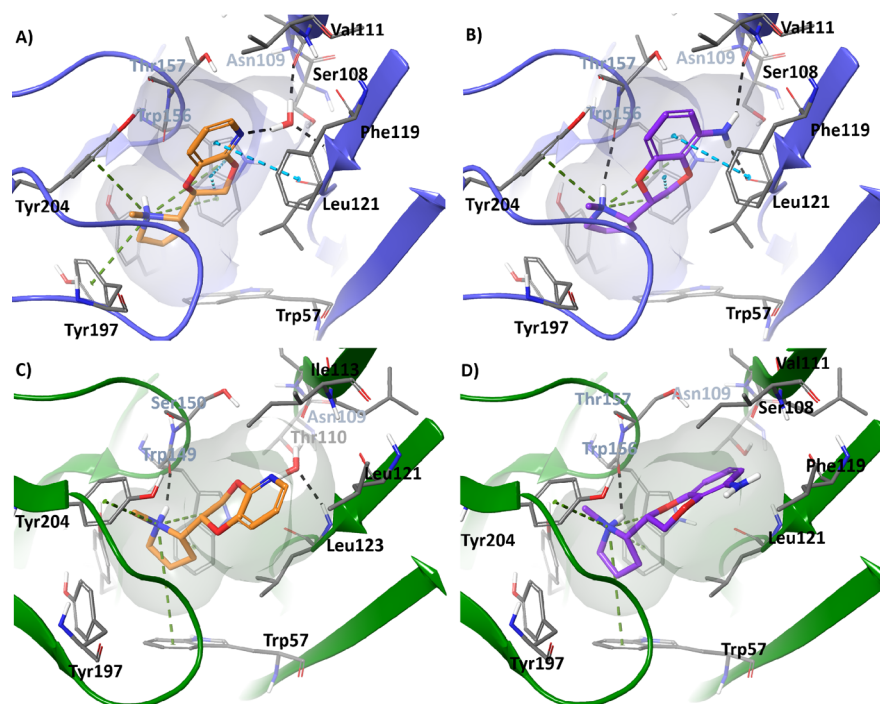 A)
Val111
Asn109
Thr157
Ser108
Trp156
Phe119
Tyr204
Leu121
Tyr197
Trp57
B)
Val111
Asn109
Thr157
Ser108
Trp156
Phe119
Tyr204
Leu121
Tyr197
Trp57
C)
Ile113
Ser150
Asn109
Thr110
Trp149
Leu121
Tyr204
Leu123
Trp57
Tyr197
D)
Val111
Thr157
Asn109
Ser108
Trp156
Phe119
Tyr204
Leu121
Tyr197
Trp57